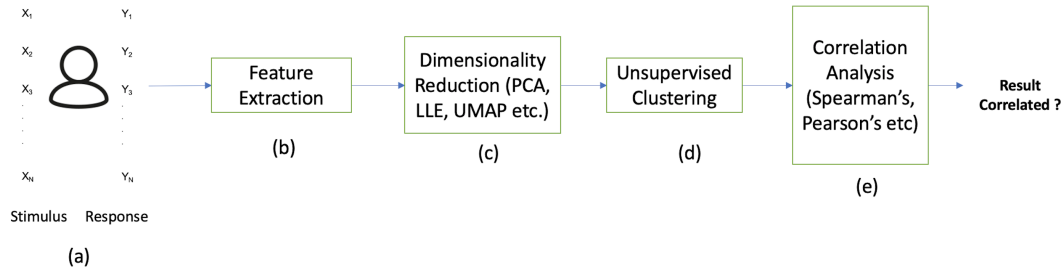 X1 Y1
X2 Y2
X3 Y3
. .
. .
. .
. .
XN YN
Stimulus Response
(a)
Feature
Extraction
(b)
Dimensionality
Reduction (PCA,
LLE, UMAP etc.)
(c)
Unsupervised
Clustering
(d)
Correlation
Analysis
(Spearman’s,
Pearson’s etc)
(e)
Result
Correlated ?